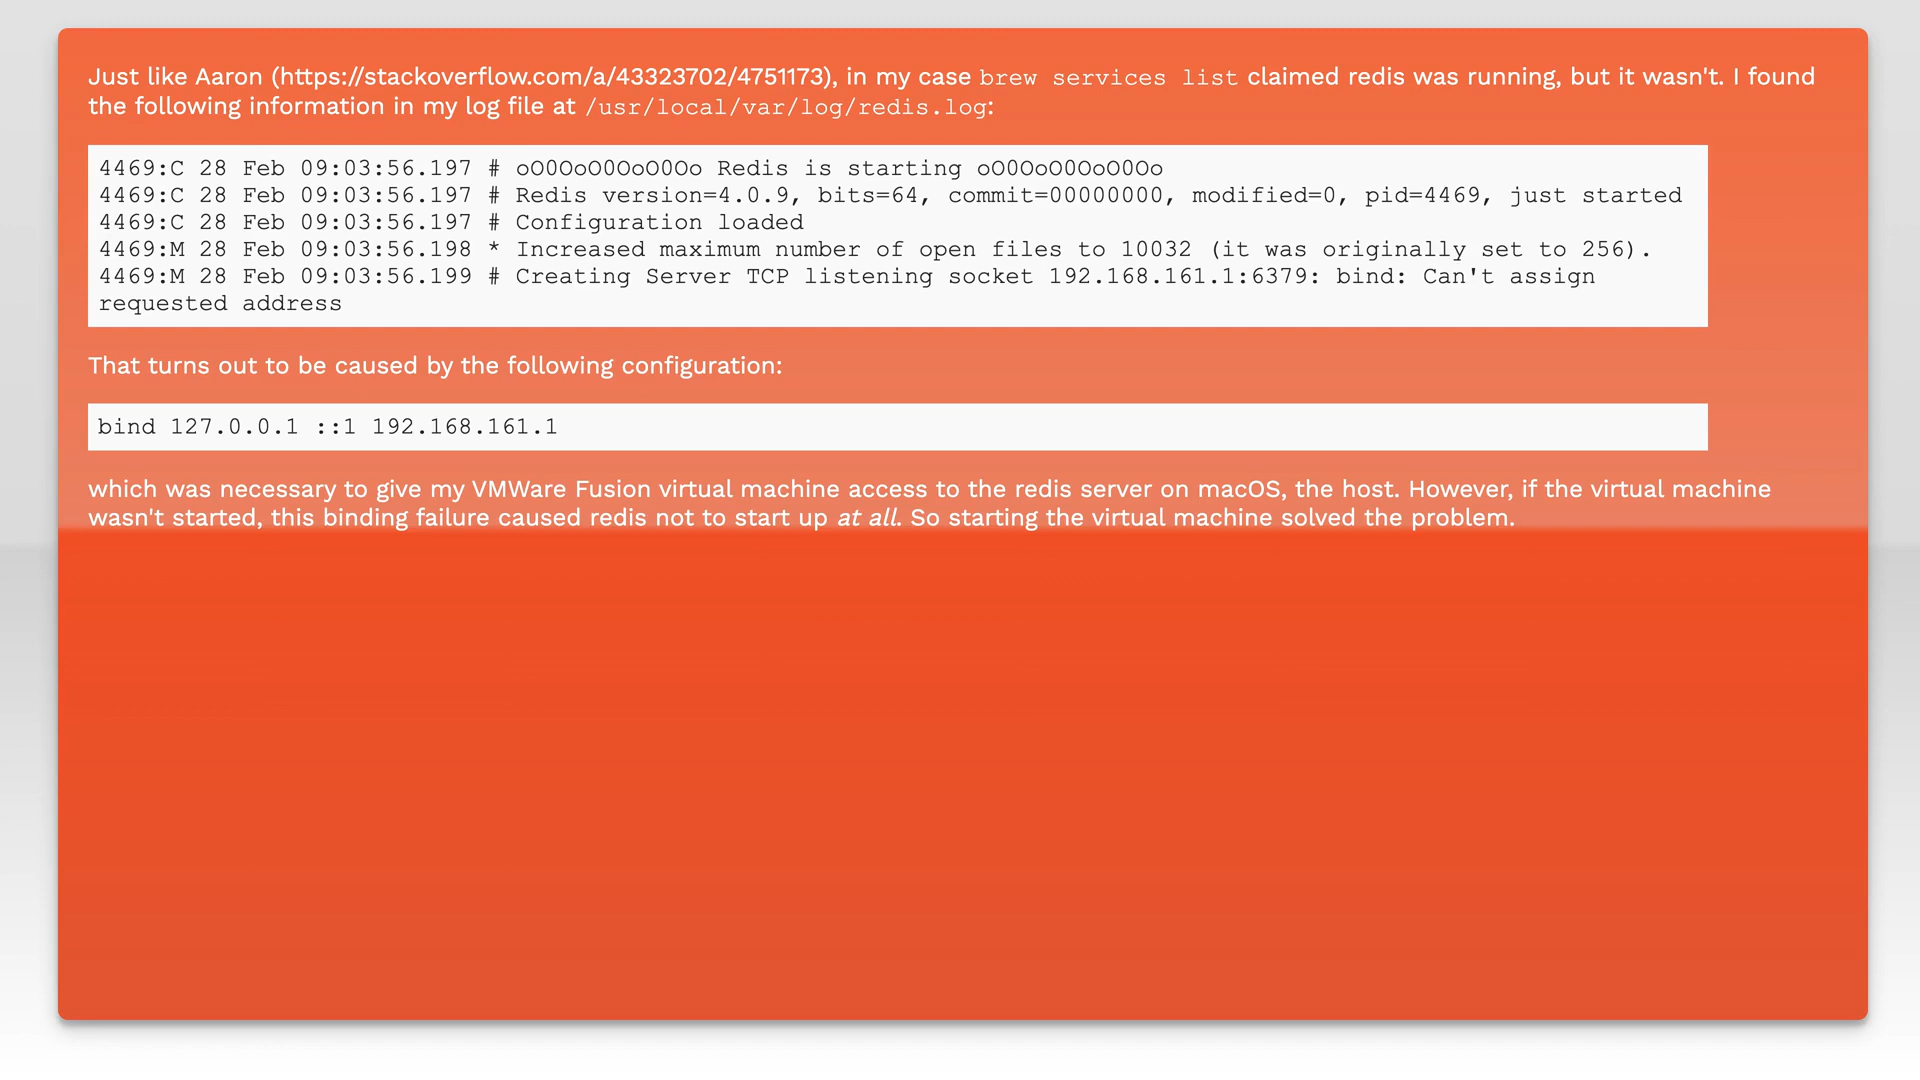 Just like Aaron (https://stackoverflow.com/a/43323702/4751173), in my case brew services list claimed redis was running, but it wasn't. I found
the following information in my log file at /usr/local/var/log/redis.log:
4469:C 28 Feb 09:03:56.197 # oO0OoO0OoO0Oo Redis is starting oO0OoO0OoO0Oo
4469:C 28 Feb 09:03:56.197 # Redis version=4.0.9, bits=64, commit=00000000, modified=0, pid=4469, just started
4469:C 28 Feb 09:03:56.197 # Configuration loaded
4469:M 28 Feb 09:03:56.198 * Increased maximum number of open files to 10032 (it was originally set to 256).
4469:M 28 Feb 09:03:56.199 # Creating Server TCP listening socket 192.168.161.1:6379: bind: Can't assign
requested address
That turns out to be caused by the following configuration:
bind 127.0.0.1 ::1 192.168.161.1
which was necessary to give my VMWare Fusion virtual machine access to the redis server on macOS, the host. However, if the virtual machine
wasn't started, this binding failure caused redis not to start up at all. So starting the virtual machine solved the problem.